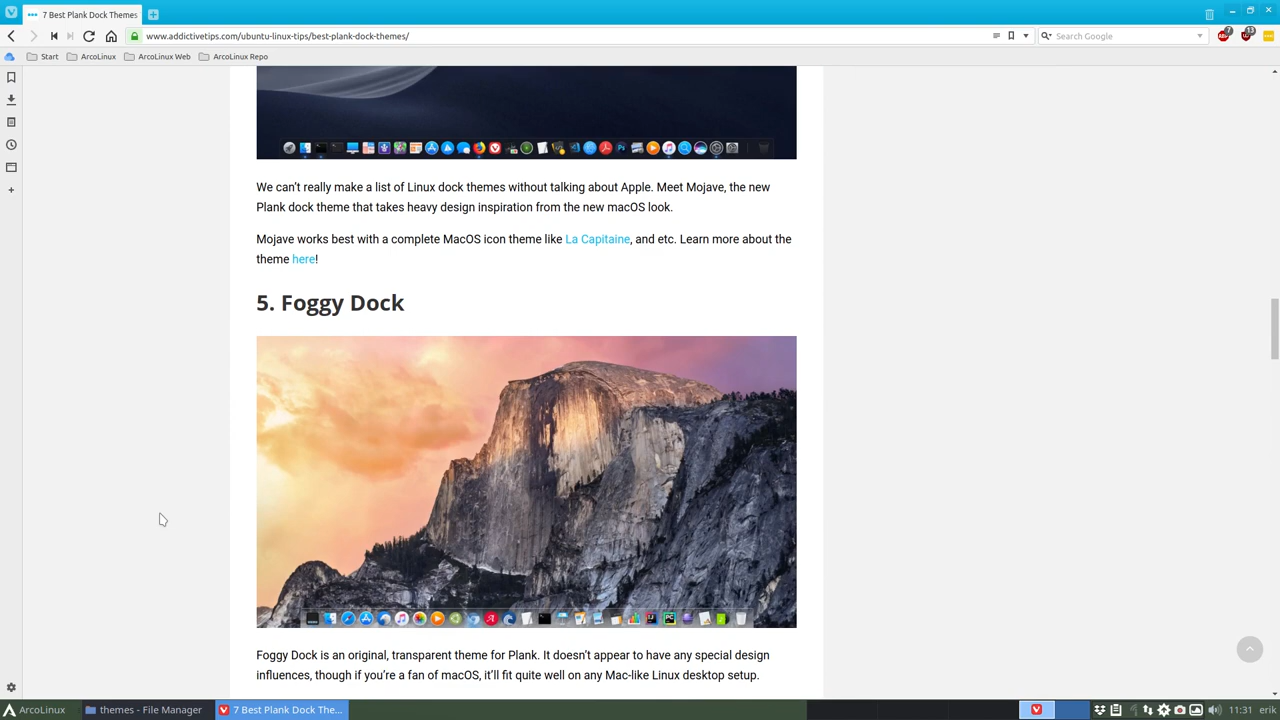 7 Best Plank Dock Themes
www.addictivetips.com/ubuntu-linux-tips/best-plank-dock-themes/
Search Google
7
13
Start
ArcoLinux
ArcoLinux Web
ArcoLinux Repo
We can’t really make a list of Linux dock themes without talking about Apple. Meet Mojave, the new
Plank dock theme that takes heavy design inspiration from the new macOS look.
Mojave works best with a complete MacOS icon theme like La Capitaine, and etc. Learn more about the
theme here!
5. Foggy Dock
Foggy Dock is an original, transparent theme for Plank. It doesn’t appear to have any special design
influences, though if you’re a fan of macOS, it’ll fit quite well on any Mac-like Linux desktop setup.
ArcoLinux
themes - File Manager
7 Best Plank Dock The...
11:31
erik